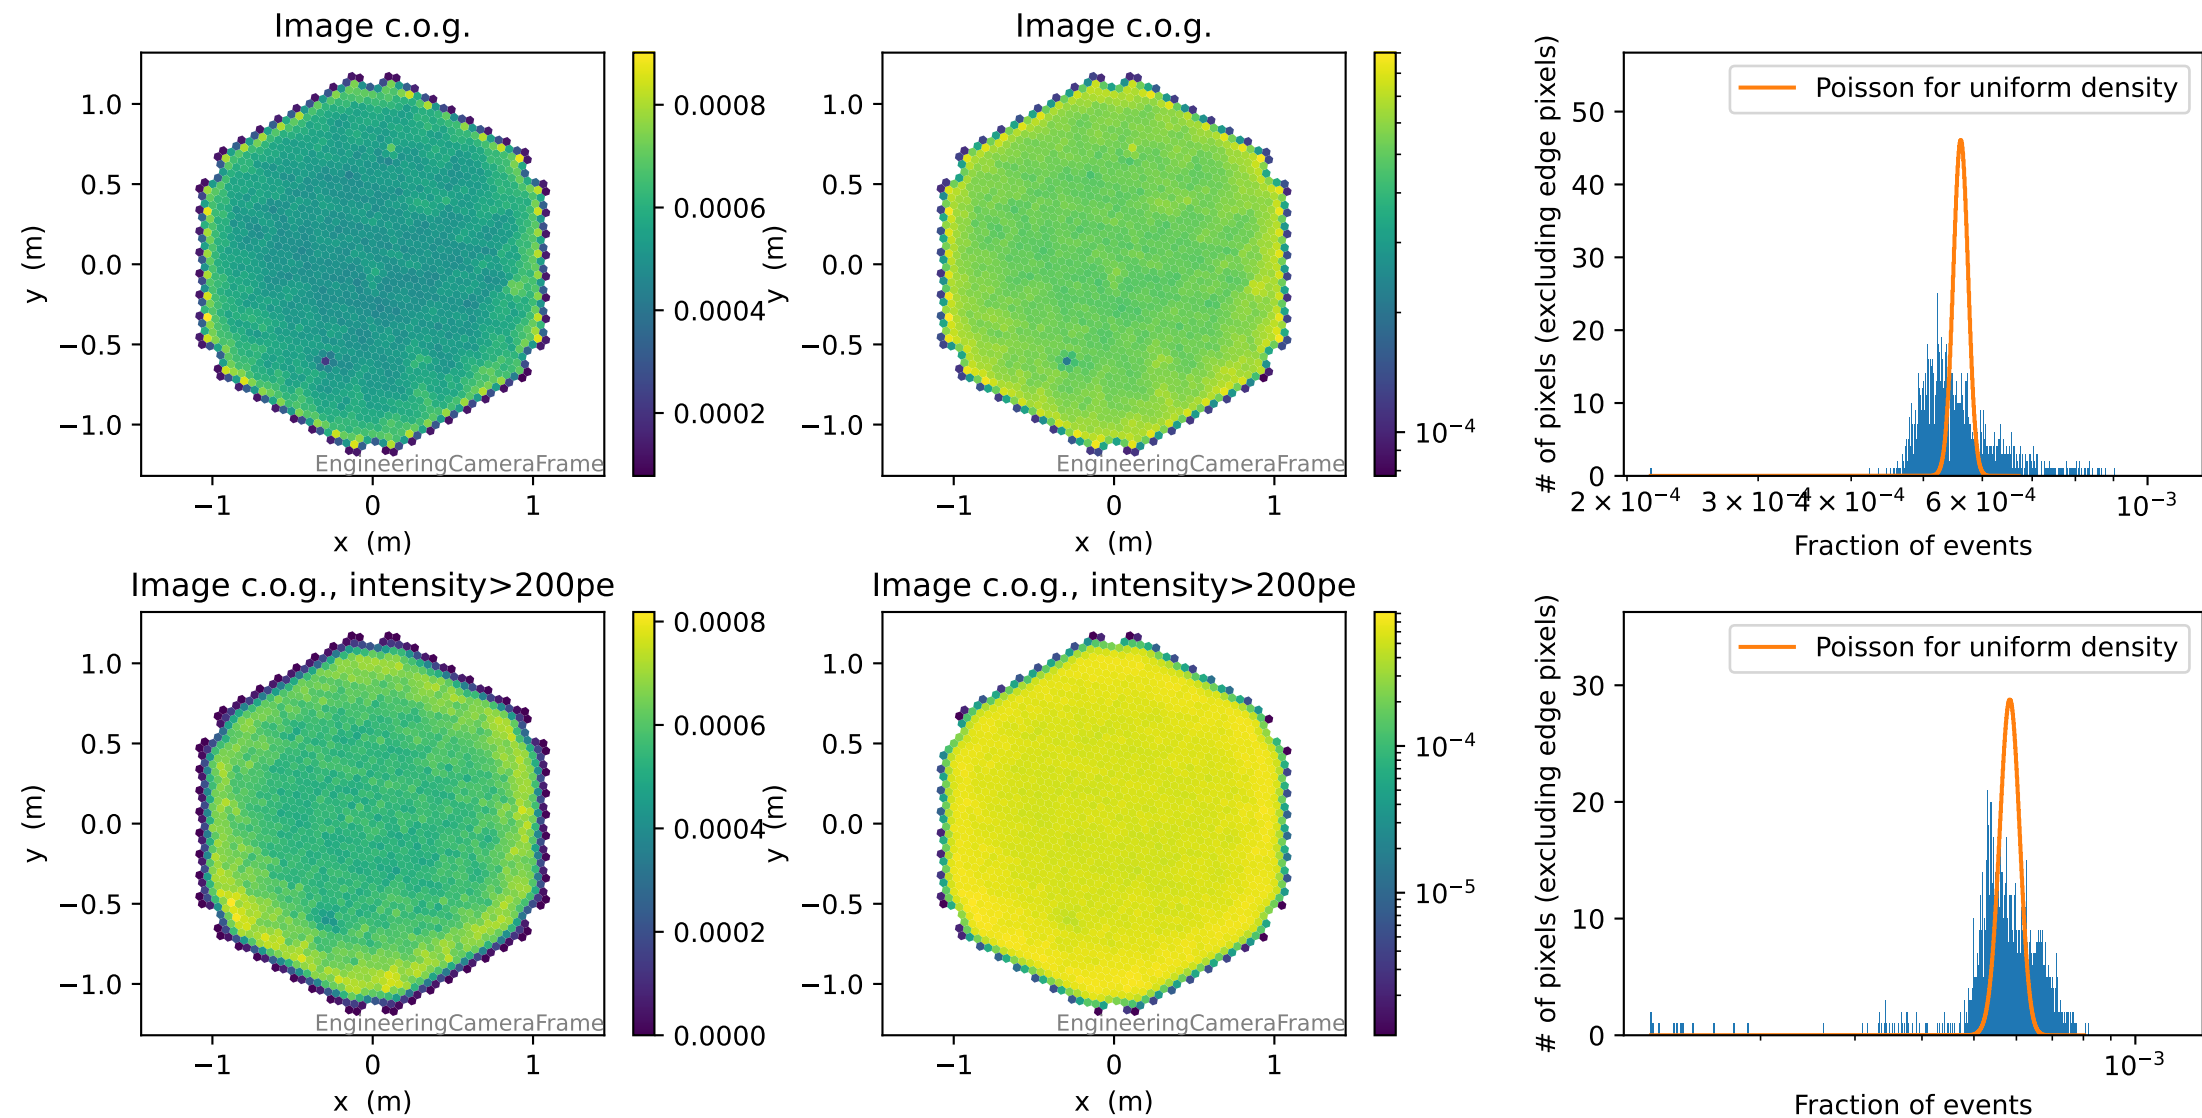 Image c.o.g.
1.0
0.5
0.0
−0.5
−1.0
y (m)
−1 0 1
x (m)
EngineeringCameraFrame
0.0008
0.0006
0.0004
0.0002
Image c.o.g.
1.0
0.5
0.0
−0.5
−1.0
y (m)
−1 0 1
x (m)
EngineeringCameraFrame
10⁻⁴
Poisson for uniform density
50
40
30
20
10
0
# of pixels (excluding edge pixels)
2 × 10⁻⁴ 3 × 10⁻⁴ 4 × 10⁻⁴ 6 × 10⁻⁴ 10⁻³
Fraction of events
Image c.o.g., intensity>200pe
1.0
0.5
0.0
−0.5
−1.0
y (m)
−1 0 1
x (m)
EngineeringCameraFrame
0.0008
0.0006
0.0004
0.0002
0.0000
Image c.o.g., intensity>200pe
1.0
0.5
0.0
−0.5
−1.0
y (m)
−1 0 1
x (m)
EngineeringCameraFrame
10⁻⁴
10⁻⁵
Poisson for uniform density
30
20
10
0
# of pixels (excluding edge pixels)
10⁻³
Fraction of events